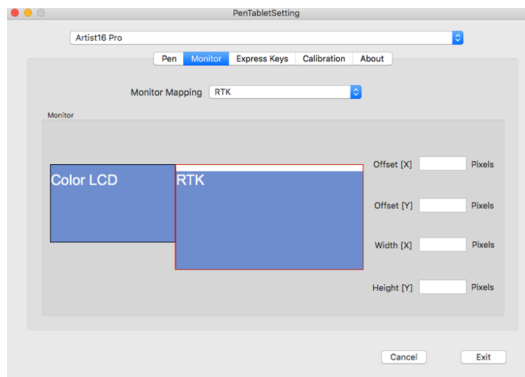 PenTabletSetting
Artist16 Pro
Pen Monitor Express Keys Calibration About
Monitor Mapping RTK
Monitor
Color LCD RTK
Offset [X] Pixels
Offset [Y] Pixels
Width [X] Pixels
Height [Y] Pixels
Cancel Exit